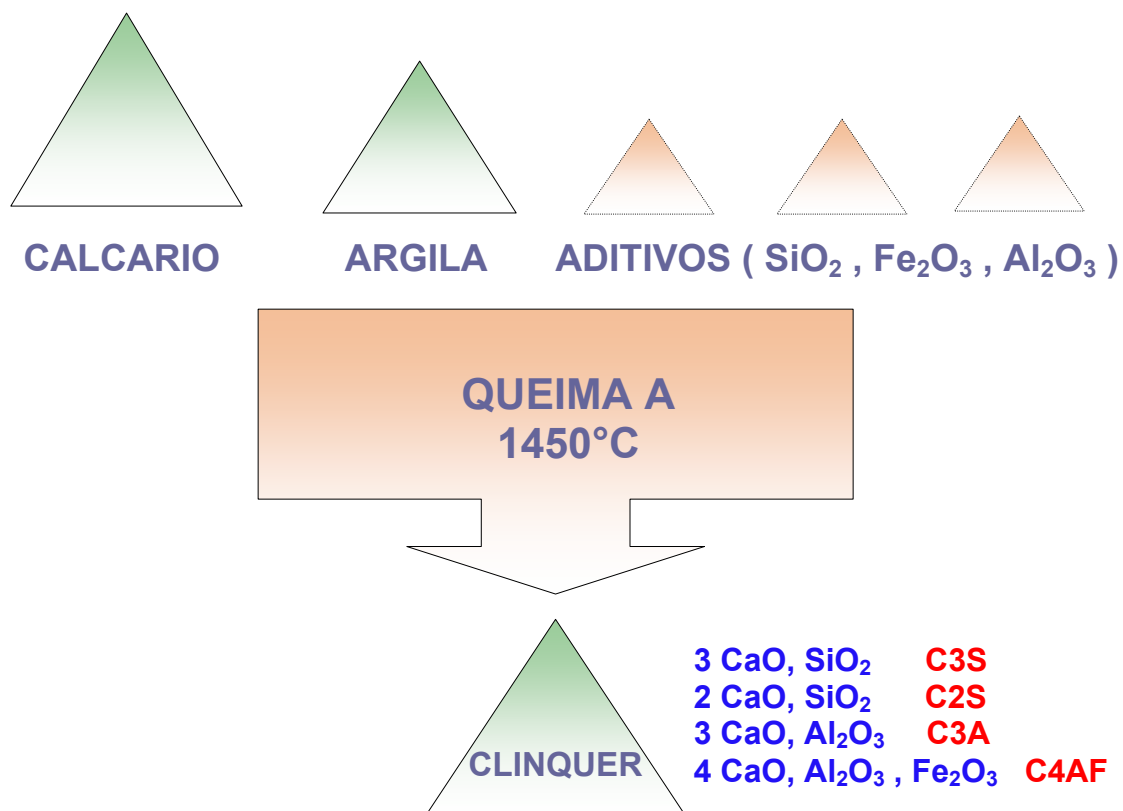 CALCARIO ARGILA ADITIVOS ( SiO₂ , Fe₂O₃ , Al₂O₃ )
QUEIMA A
1450°C
CLINQUER
3 CaO, SiO₂ C3S
2 CaO, SiO₂ C2S
3 CaO, Al₂O₃ C3A
4 CaO, Al₂O₃ , Fe₂O₃ C4AF